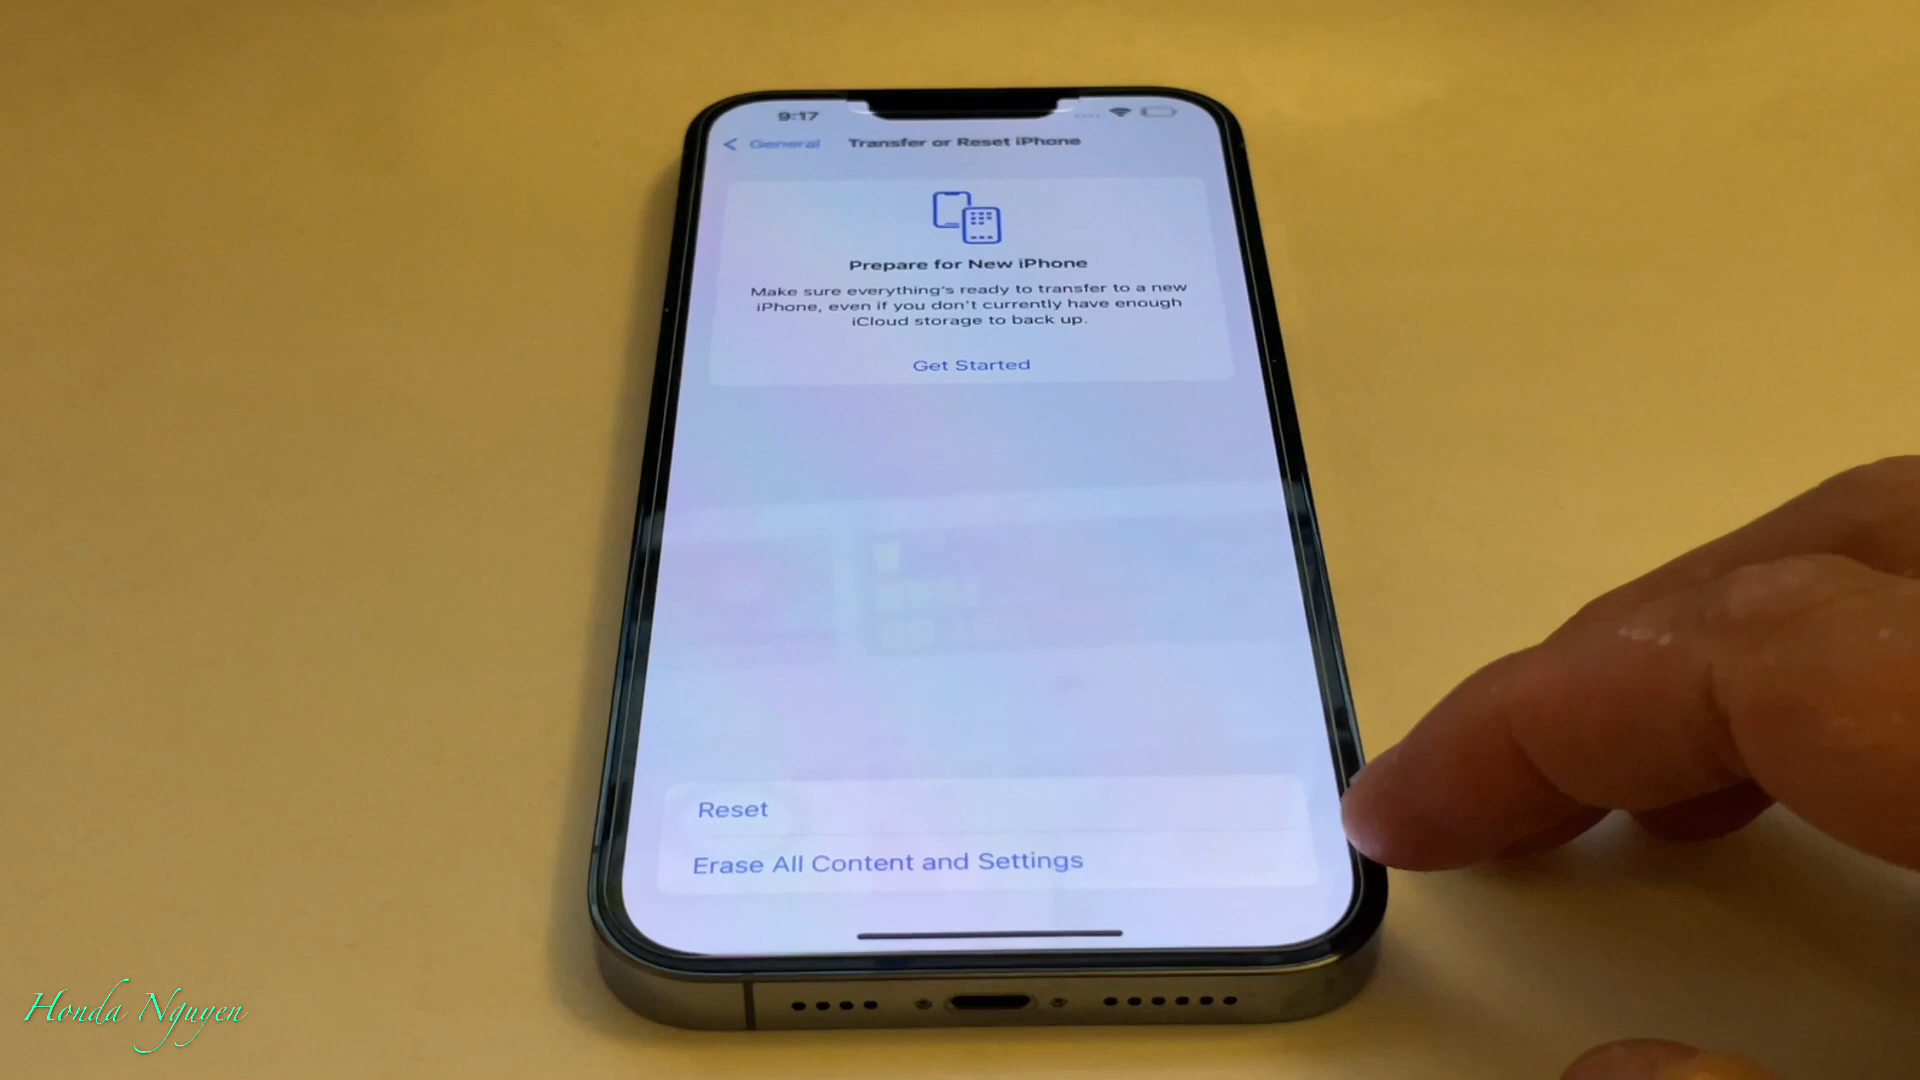 9:17
General
Transfer or Reset iPhone
Prepare for New iPhone
Make sure everything's ready to transfer to a new
iPhone, even if you don't currently have enough
iCloud storage to back up.
Get Started
Reset
Erase All Content and Settings
Honda Nguyen